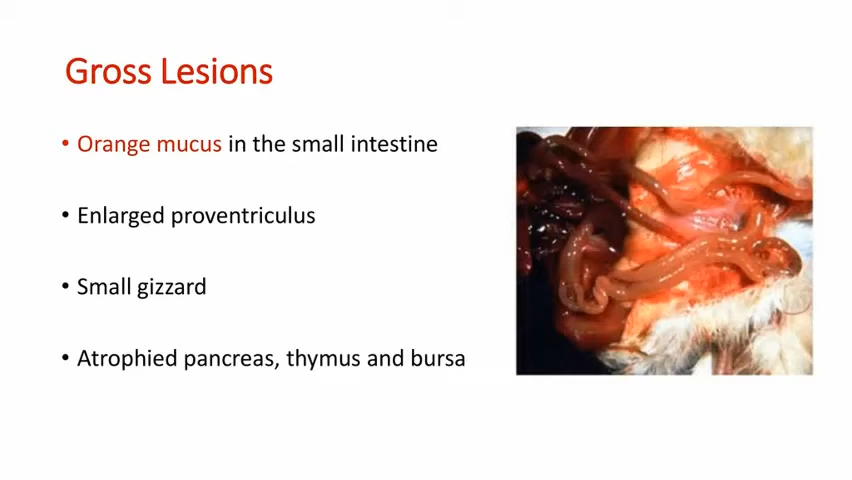 Gross Lesions
• Orange mucus in the small intestine
• Enlarged proventriculus
• Small gizzard
• Atrophied pancreas, thymus and bursa